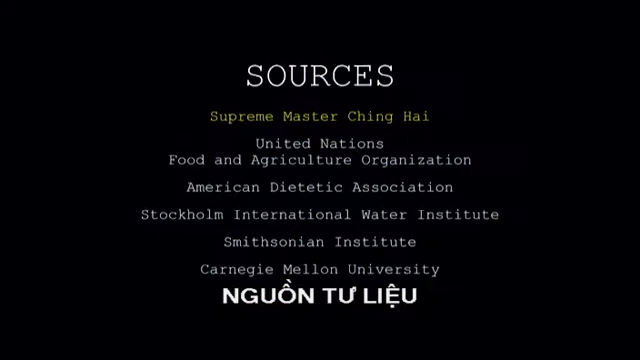 SOURCES
Supreme Master Ching Hai
United Nations
Food and Agriculture Organization
American Dietetic Association
Stockholm International Water Institute
Smithsonian Institute
Carnegie Mellon University
NGUỒN TƯ LIỆU